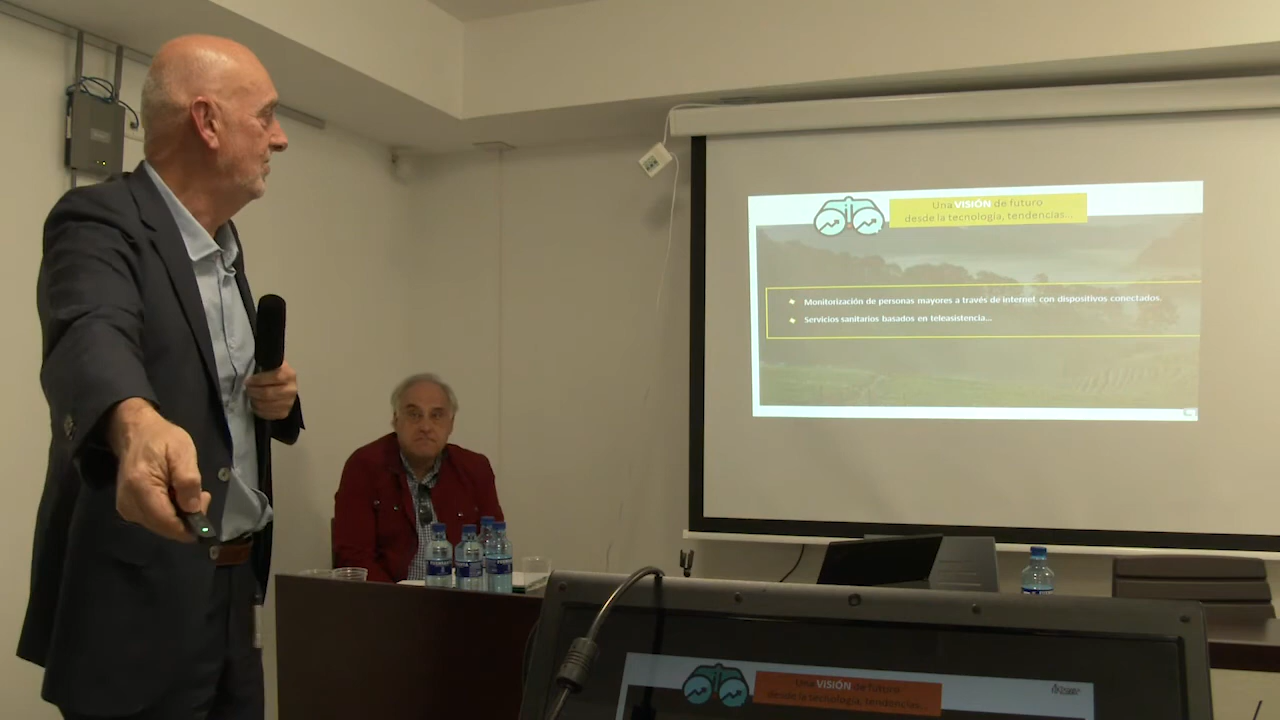 Una VISIÓN de futuro
desde la tecnología, tendencias...
Monitorización de personas mayores a través de internet con dispositivos conectados.
Servicios sanitarios basados en teleasistencia...
Una VISIÓN de futuro
desde la tecnología, tendencias...